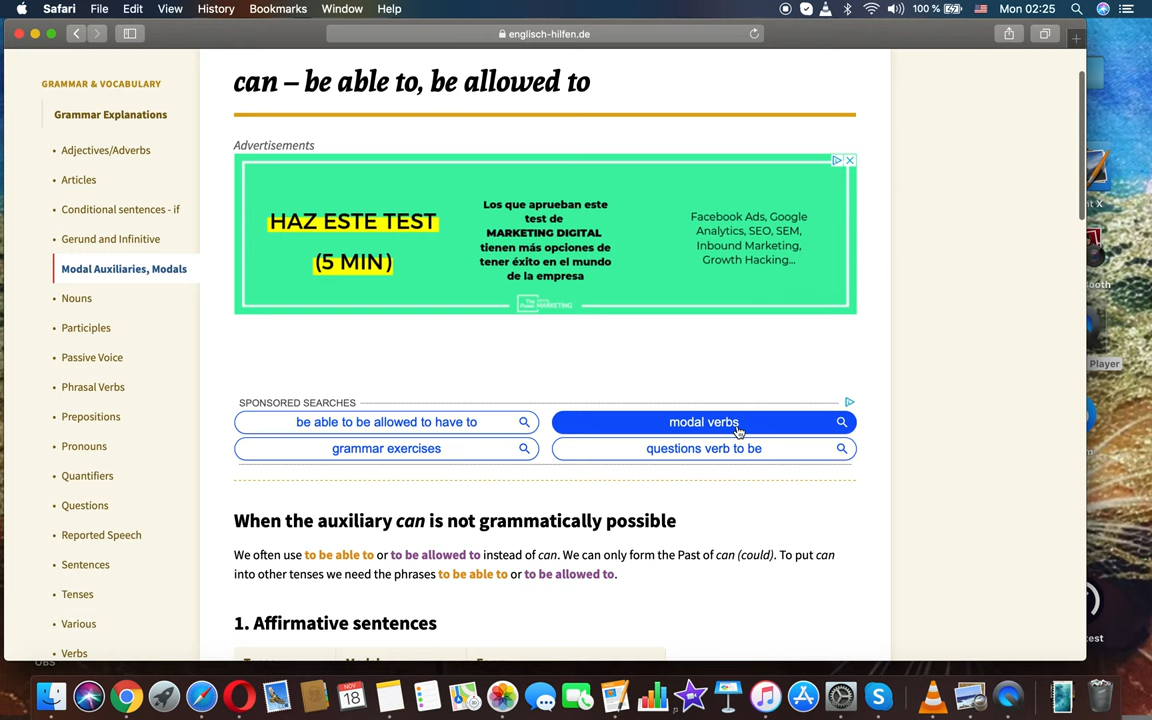 Safari File Edit View History Bookmarks Window Help 100 % Mon 02:25
englisch-hilfen.de
GRAMMAR & VOCABULARY
Grammar Explanations
• Adjectives/Adverbs
• Articles
• Conditional sentences - if
• Gerund and Infinitive
Modal Auxiliaries, Modals
• Nouns
• Participles
• Passive Voice
• Phrasal Verbs
• Prepositions
• Pronouns
• Quantifiers
• Questions
• Reported Speech
• Sentences
• Tenses
• Various
• Verbs
can – be able to, be allowed to
Advertisements
HAZ ESTE TEST
(5 MIN)
Los que aprueban este
test de
MARKETING DIGITAL
tienen más opciones de
tener éxito en el mundo
de la empresa
Facebook Ads, Google
Analytics, SEO, SEM,
Inbound Marketing,
Growth Hacking...
MARKETING
SPONSORED SEARCHES
be able to be allowed to have to
modal verbs
grammar exercises
questions verb to be
When the auxiliary can is not grammatically possible
We often use to be able to or to be allowed to instead of can. We can only form the Past of can (could). To put can
into other tenses we need the phrases to be able to or to be allowed to.
1. Affirmative sentences
Player
NOV
18